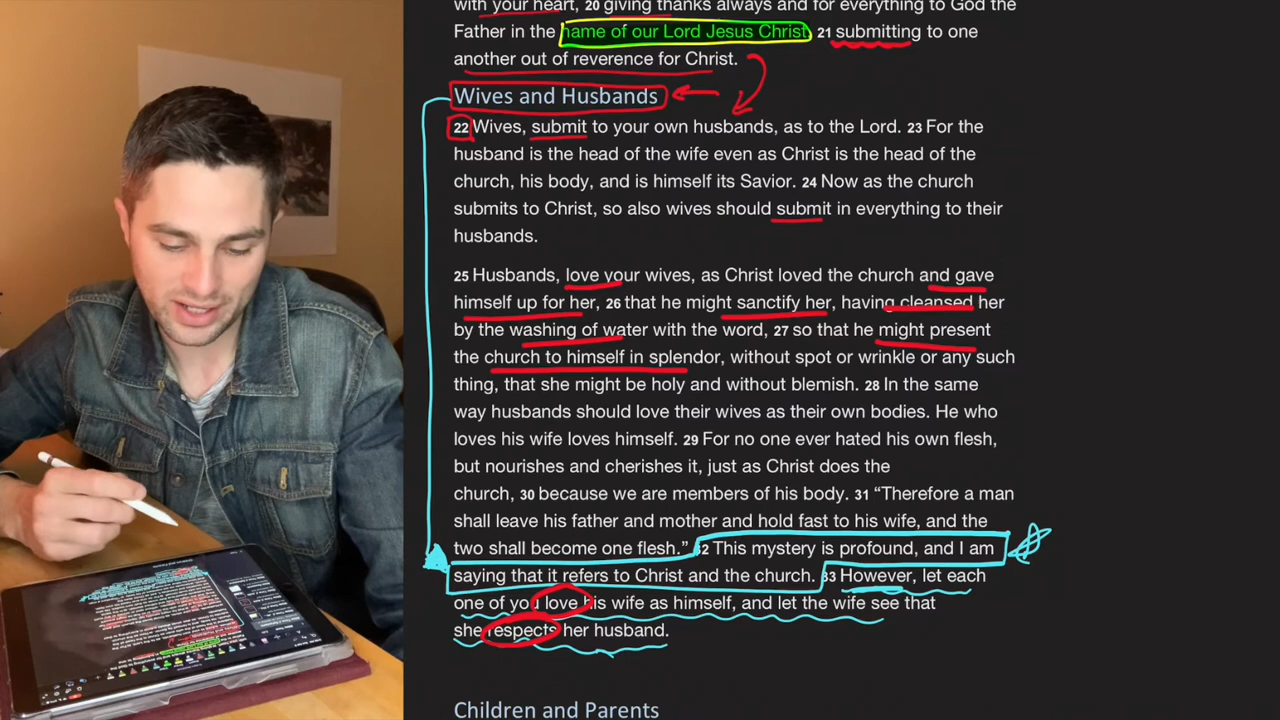 with your heart, 20 giving thanks always and for everything to God the
Father in the name of our Lord Jesus Christ, 21 submitting to one
another out of reverence for Christ.
Wives and Husbands
22 Wives, submit to your own husbands, as to the Lord. 23 For the
husband is the head of the wife even as Christ is the head of the
church, his body, and is himself its Savior. 24 Now as the church
submits to Christ, so also wives should submit in everything to their
husbands.
25 Husbands, love your wives, as Christ loved the church and gave
himself up for her, 26 that he might sanctify her, having cleansed her
by the washing of water with the word, 27 so that he might present
the church to himself in splendor, without spot or wrinkle or any such
thing, that she might be holy and without blemish. 28 In the same
way husbands should love their wives as their own bodies. He who
loves his wife loves himself. 29 For no one ever hated his own flesh,
but nourishes and cherishes it, just as Christ does the
church, 30 because we are members of his body. 31 “Therefore a man
shall leave his father and mother and hold fast to his wife, and the
two shall become one flesh.” 32 This mystery is profound, and I am
saying that it refers to Christ and the church. 33 However, let each
one of you love his wife as himself, and let the wife see that
she respects her husband.
Children and Parents